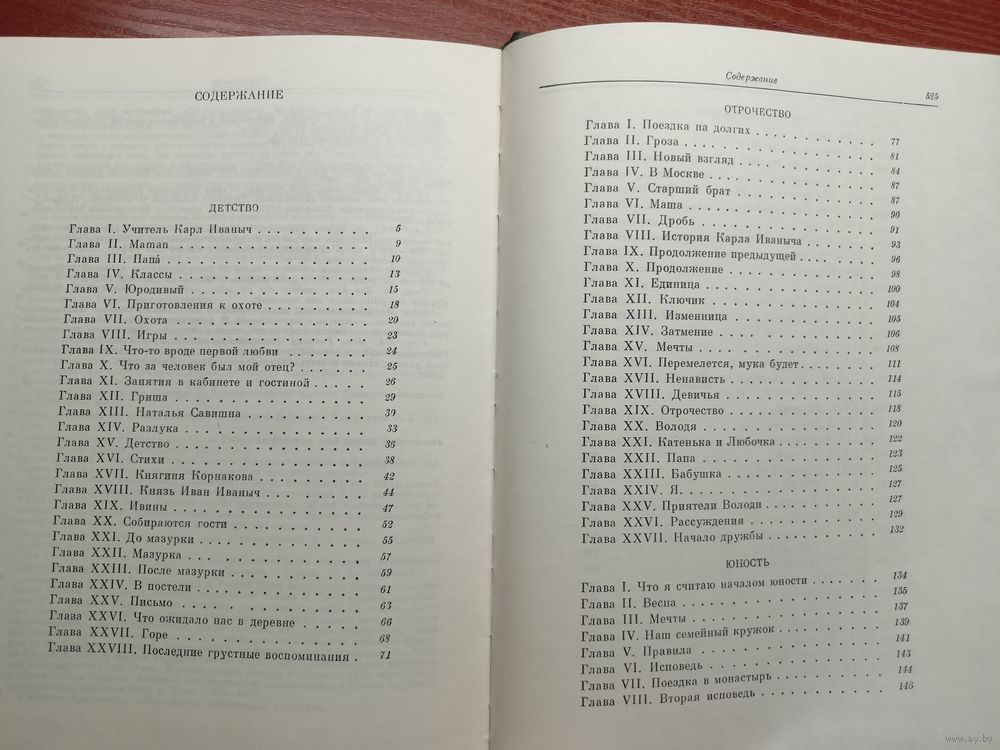 СОДЕРЖАНИЕ
ДЕТСТВО
Глава I. Учитель Карл Иваныч . . . . . . . . . 5
Глава II. Maman . . . . . . . . . 9
Глава III. Папá . . . . . . . . . 10
Глава IV. Классы . . . . . . . . . 13
Глава V. Юродивый . . . . . . . . . 15
Глава VI. Приготовления к охоте . . . . . . . . . 18
Глава VII. Охота . . . . . . . . . 20
Глава VIII. Игры . . . . . . . . . 23
Глава IX. Что-то вроде первой любви . . . . . . 24
Глава X. Что за человек был мой отец? . . . . . 25
Глава XI. Занятия в кабинете и гостиной . . . . . 26
Глава XII. Гриша . . . . . . . . . 29
Глава XIII. Наталья Савишна . . . . . . . . . 30
Глава XIV. Разлука . . . . . . . . . 33
Глава XV. Детство . . . . . . . . . 36
Глава XVI. Стихи . . . . . . . . . 38
Глава XVII. Княгиня Корнакова . . . . . . . . 42
Глава XVIII. Князь Иван Иваныч . . . . . . . 44
Глава XIX. Ивины . . . . . . . . . 47
Глава XX. Собираются гости . . . . . . . . . 52
Глава XXI. До мазурки . . . . . . . . . 55
Глава XXII. Мазурка . . . . . . . . . 57
Глава XXIII. После мазурки . . . . . . . . . 59
Глава XXIV. В постели . . . . . . . . . 61
Глава XXV. Письмо . . . . . . . . . 63
Глава XXVI. Что ожидало нас в деревне . . . . . 66
Глава XXVII. Горе . . . . . . . . . 68
Глава XXVIII. Последние грустные воспоминания . 71
Содержание 525
ОТРОЧЕСТВО
Глава I. Поездка на долгих . . . . . . . . . 77
Глава II. Гроза . . . . . . . . . 81
Глава III. Новый взгляд . . . . . . . . . 84
Глава IV. В Москве . . . . . . . . . 87
Глава V. Старший брат . . . . . . . . . 87
Глава VI. Маша . . . . . . . . . 90
Глава VII. Дробь . . . . . . . . . 91
Глава VIII. История Карла Иваныча . . . . . . 93
Глава IX. Продолжение предыдущей . . . . . . 96
Глава X. Продолжение . . . . . . . . . 98
Глава XI. Единица . . . . . . . . . 100
Глава XII. Ключик . . . . . . . . . 104
Глава XIII. Изменница . . . . . . . . . 105
Глава XIV. Затмение . . . . . . . . . 106
Глава XV. Мечты . . . . . . . . . 108
Глава XVI. Перемелется, мука будет . . . . . . 111
Глава XVII. Ненависть . . . . . . . . . 114
Глава XVIII. Девичья . . . . . . . . . 115
Глава XIX. Отрочество . . . . . . . . . 118
Глава XX. Володя . . . . . . . . . 120
Глава XXI. Катенька и Любочка . . . . . . . 122
Глава XXII. Папа . . . . . . . . . 123
Глава XXIII. Бабушка . . . . . . . . . 125
Глава XXIV. Я . . . . . . . . . 127
Глава XXV. Приятели Володи . . . . . . . . 127
Глава XXVI. Рассуждения . . . . . . . . . 129
Глава XXVII. Начало дружбы . . . . . . . . 132
ЮНОСТЬ
Глава I. Что я считаю началом юности . . . . . 134
Глава II. Весна . . . . . . . . . 135
Глава III. Мечты . . . . . . . . . 137
Глава IV. Наш семейный кружок . . . . . . . 139
Глава V. Правила . . . . . . . . . 141
Глава VI. Исповедь . . . . . . . . . 143
Глава VII. Поездка в монастырь . . . . . . . 144
Глава VIII. Вторая исповедь . . . . . . . . 146
www.ay.by